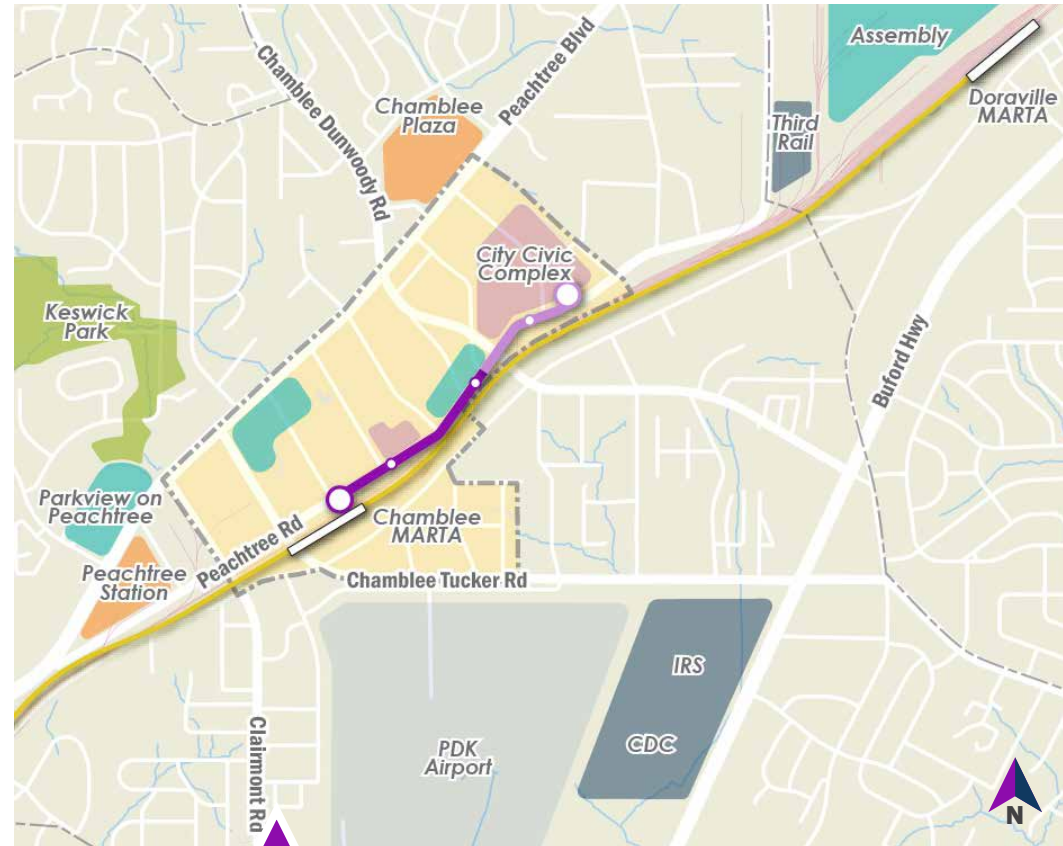 Assembly
Peachtree Blvd
Chamblee Dunwoody Rd
Chamblee
Plaza
Doraville
MARTA
Third
Rail
City Civic
Complex
Keswick
Park
Buford Hwy
Parkview on
Peachtree
Peachtree Rd
Chamblee
MARTA
Peachtree
Station
Chamblee Tucker Rd
IRS
CDC
PDK
Airport
Clairmont Rd
N